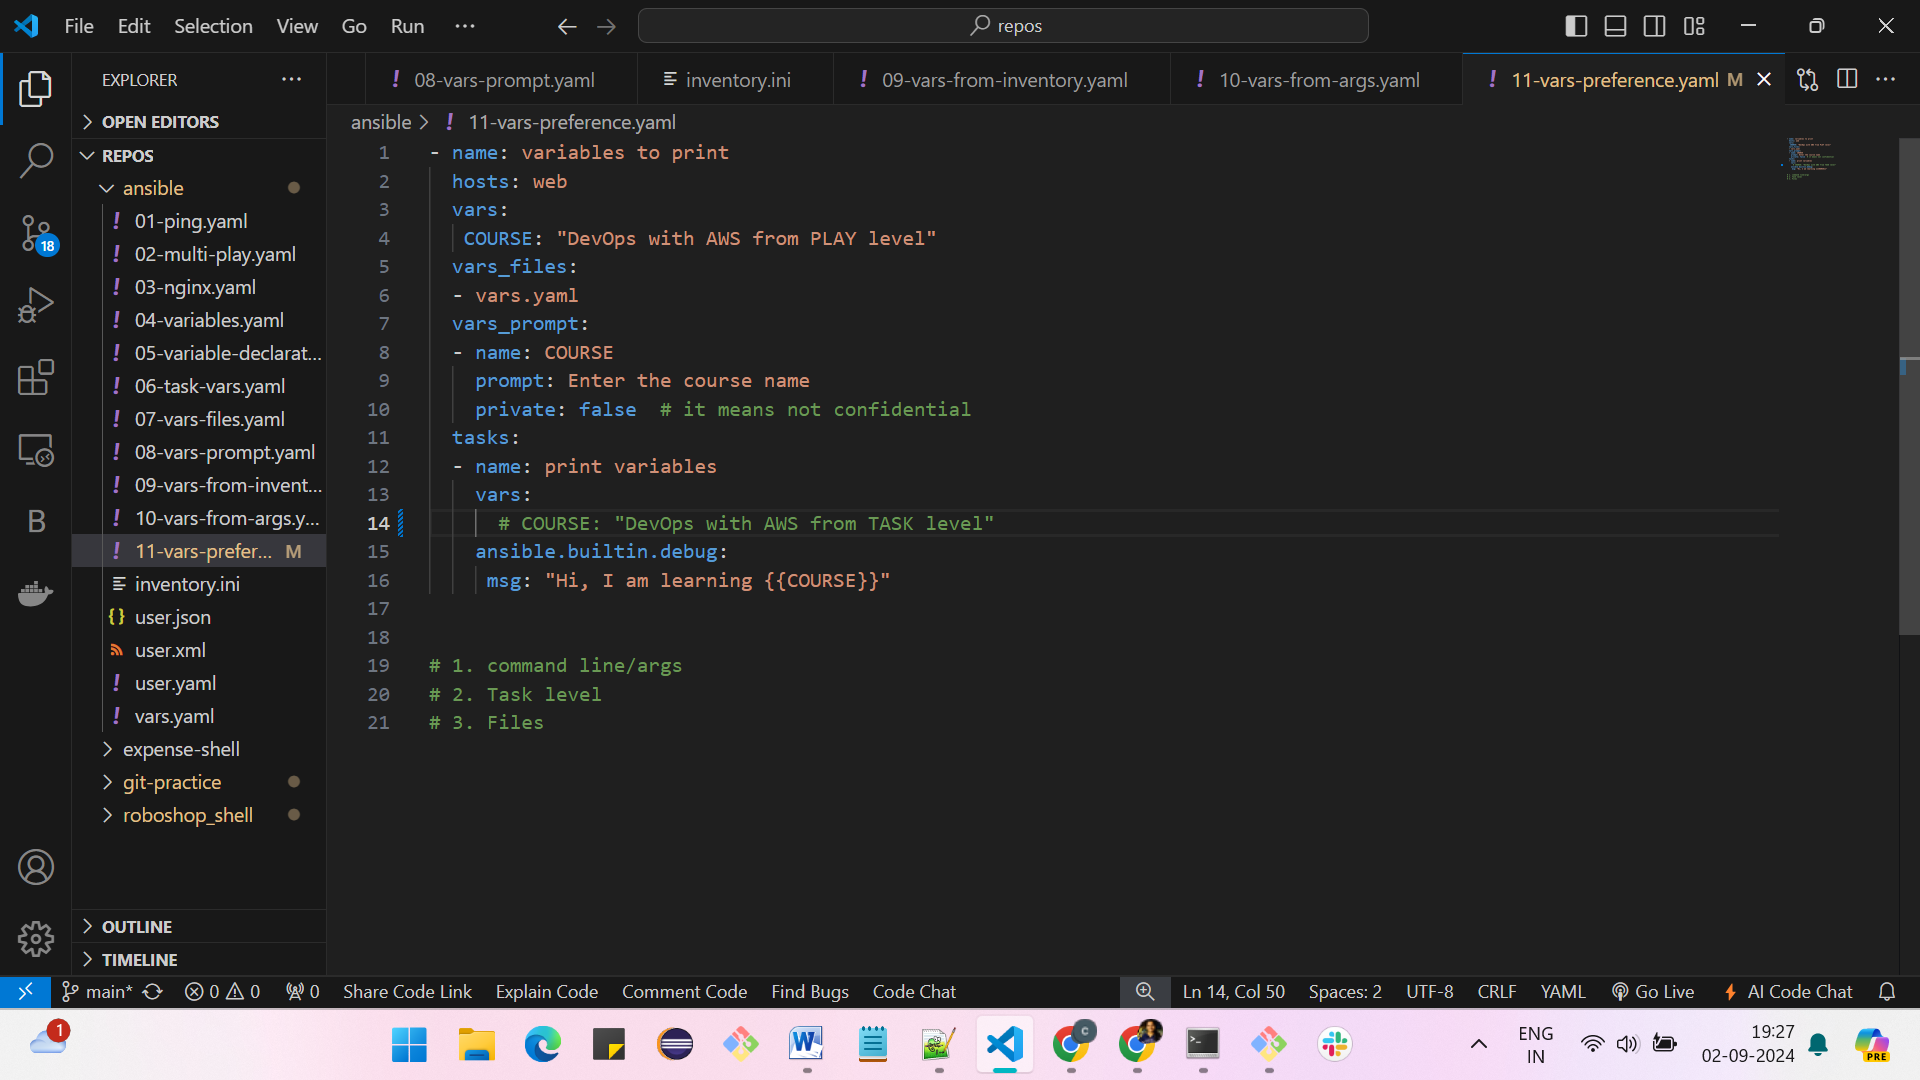 File Edit Selection View Go Run ··· repos
EXPLORER ···
08-vars-prompt.yaml inventory.ini 09-vars-from-inventory.yaml 10-vars-from-args.yaml 11-vars-preference.yaml M
OPEN EDITORS
REPOS
ansible
01-ping.yaml
02-multi-play.yaml
03-nginx.yaml
04-variables.yaml
05-variable-declarat...
06-task-vars.yaml
07-vars-files.yaml
08-vars-prompt.yaml
09-vars-from-invent...
10-vars-from-args.y...
11-vars-prefer... M
inventory.ini
user.json
user.xml
user.yaml
vars.yaml
expense-shell
git-practice
roboshop_shell
OUTLINE
TIMELINE
18
B
ansible > ! 11-vars-preference.yaml
1 - name: variables to print
2 hosts: web
3 vars:
4 COURSE: "DevOps with AWS from PLAY level"
5 vars_files:
6 - vars.yaml
7 vars_prompt:
8 - name: COURSE
9 prompt: Enter the course name
10 private: false # it means not confidential
11 tasks:
12 - name: print variables
13 vars:
14 # COURSE: "DevOps with AWS from TASK level"
15 ansible.builtin.debug:
16 msg: "Hi, I am learning {{COURSE}}"
17
18
19 # 1. command line/args
20 # 2. Task level
21 # 3. Files
main* 0 0 0 Share Code Link Explain Code Comment Code Find Bugs Code Chat Ln 14, Col 50 Spaces: 2 UTF-8 CRLF YAML Go Live AI Code Chat
1
W
C
ENG
IN
19:27
02-09-2024
PRE